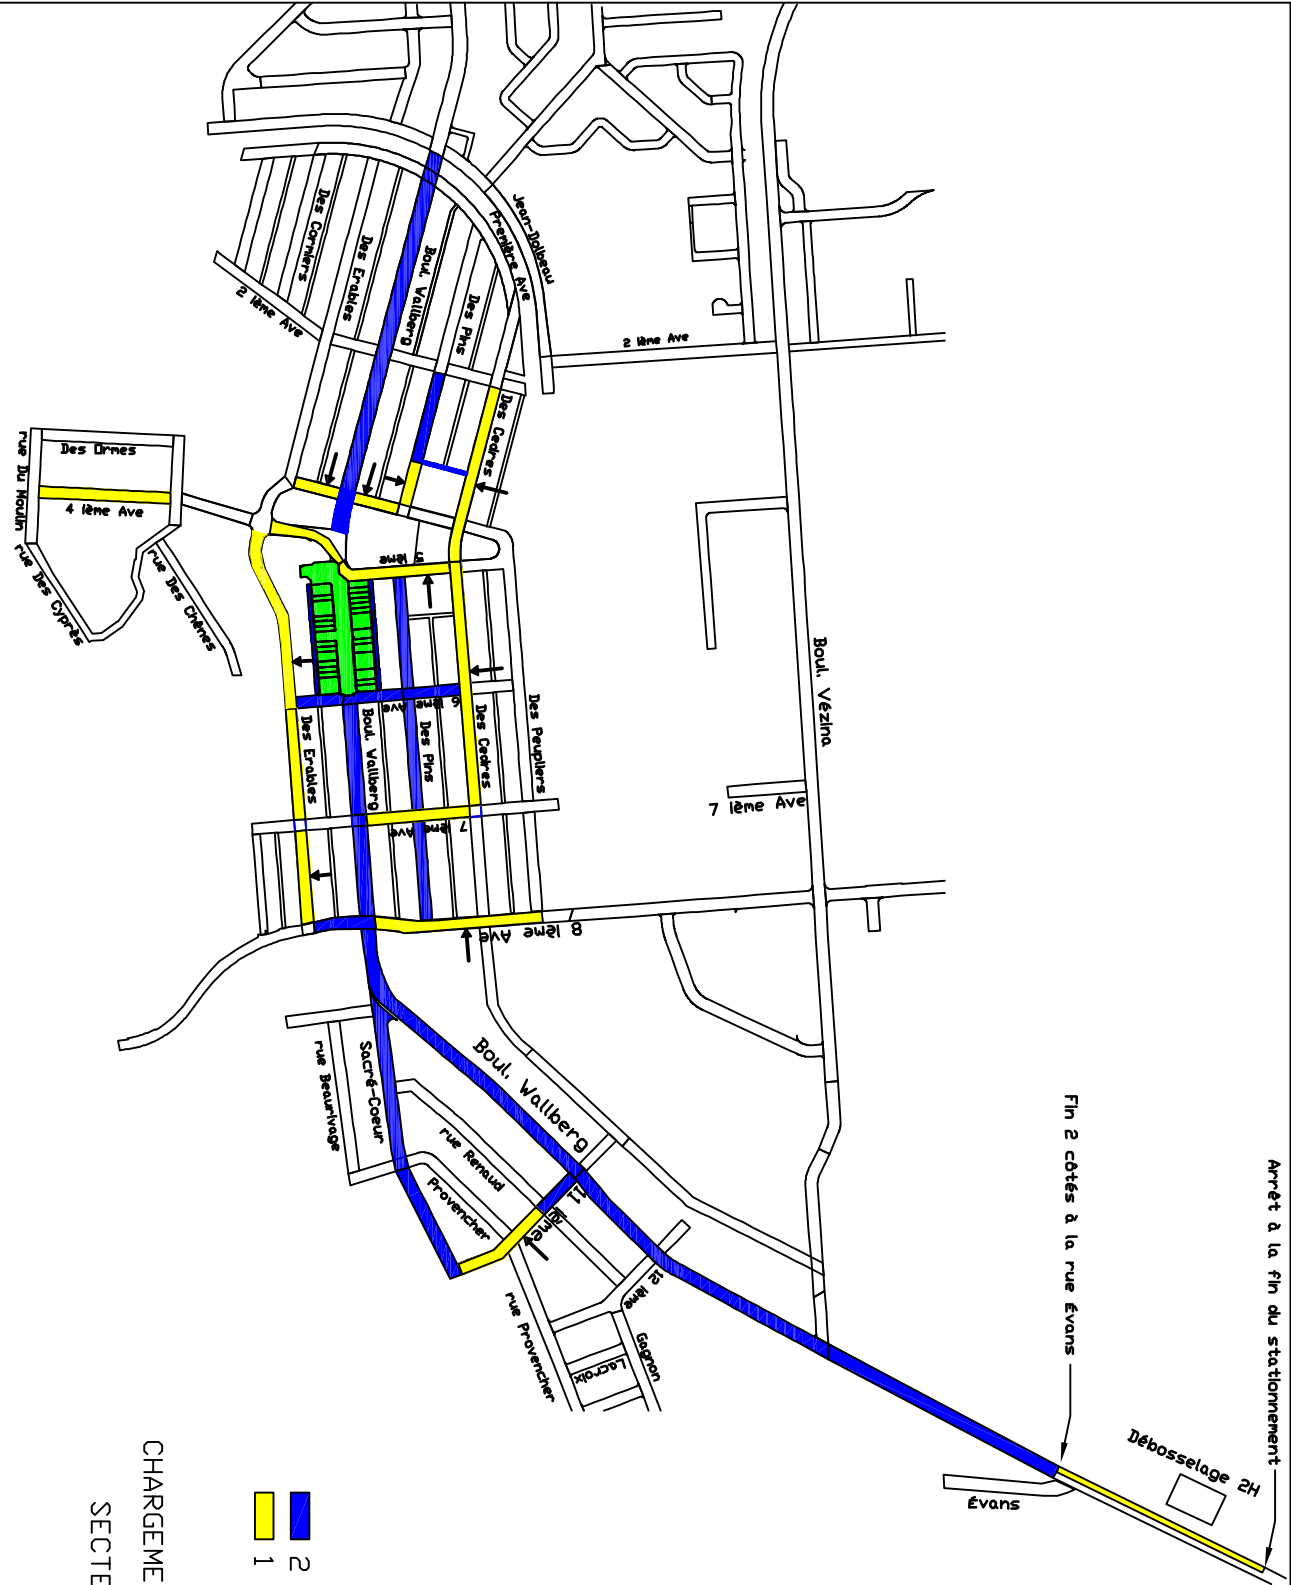 Jean-Dolbeau
Première Ave
Des Cormiers
Des Erables
Boul. Wallberg
Des Pins
2 ième Ave
2 ième Ave
Des Cedres
Des Ormes
4 ième Ave
rue Du Moulin
rue Des Cyprès
rue Des Chênes
5 ième
6 ième Ave
Des Erables
Boul. Wallberg
Des Pins
Des Cedres
Des Peupliers
Boul. Vézina
7 ième Ave
7 ième Ave
8 ième Ave
Boul. Wallberg
Sacré-Coeur
rue Beaurivage
rue Renaud
Provencher
11 ième
12 ième
rue Provencher
Gagnon
Lacroix
Fin 2 côtés à la rue Évans
Arrêt à la fin du stationnement
Débosselage 2H
Évans
2
1
CHARGEME
SECTE